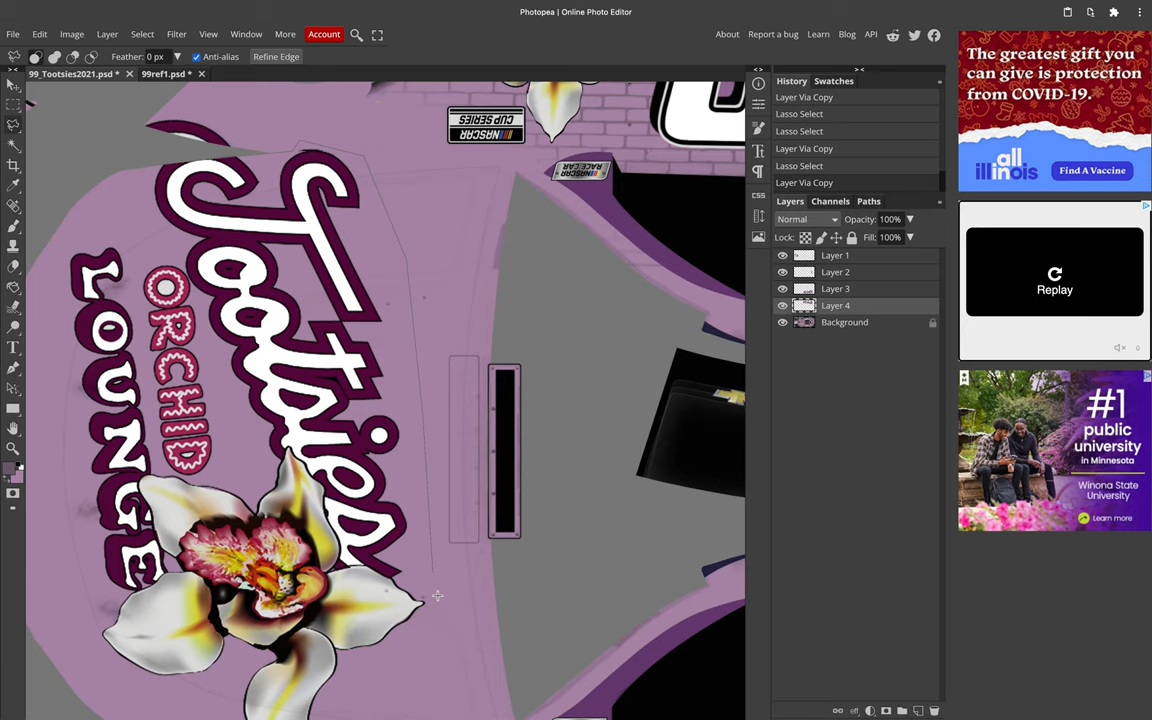 Photopea | Online Photo Editor
File Edit Image Layer Select Filter View Window More Account
About Report a bug Learn Blog API
Feather: 0 px Anti-alias Refine Edge
99_Tootsies2021.psd * 99ref1.psd *
History Swatches
Layer Via Copy
Lasso Select
Lasso Select
Layer Via Copy
Lasso Select
Layer Via Copy
Layers Channels Paths
Normal Opacity: 100%
Lock: Fill: 100%
Layer 1
Layer 2
Layer 3
Layer 4
Background
CSS
NASCAR
CUP SERIES
NASCAR
RACE CAR
Tootsies
ORCHID
LOUNGE
The greatest gift you
can give is protection
from COVID-19.
all
illinois
Find A Vaccine
Replay
0
#1
public
university
in Minnesota
Winona State
University
Learn more